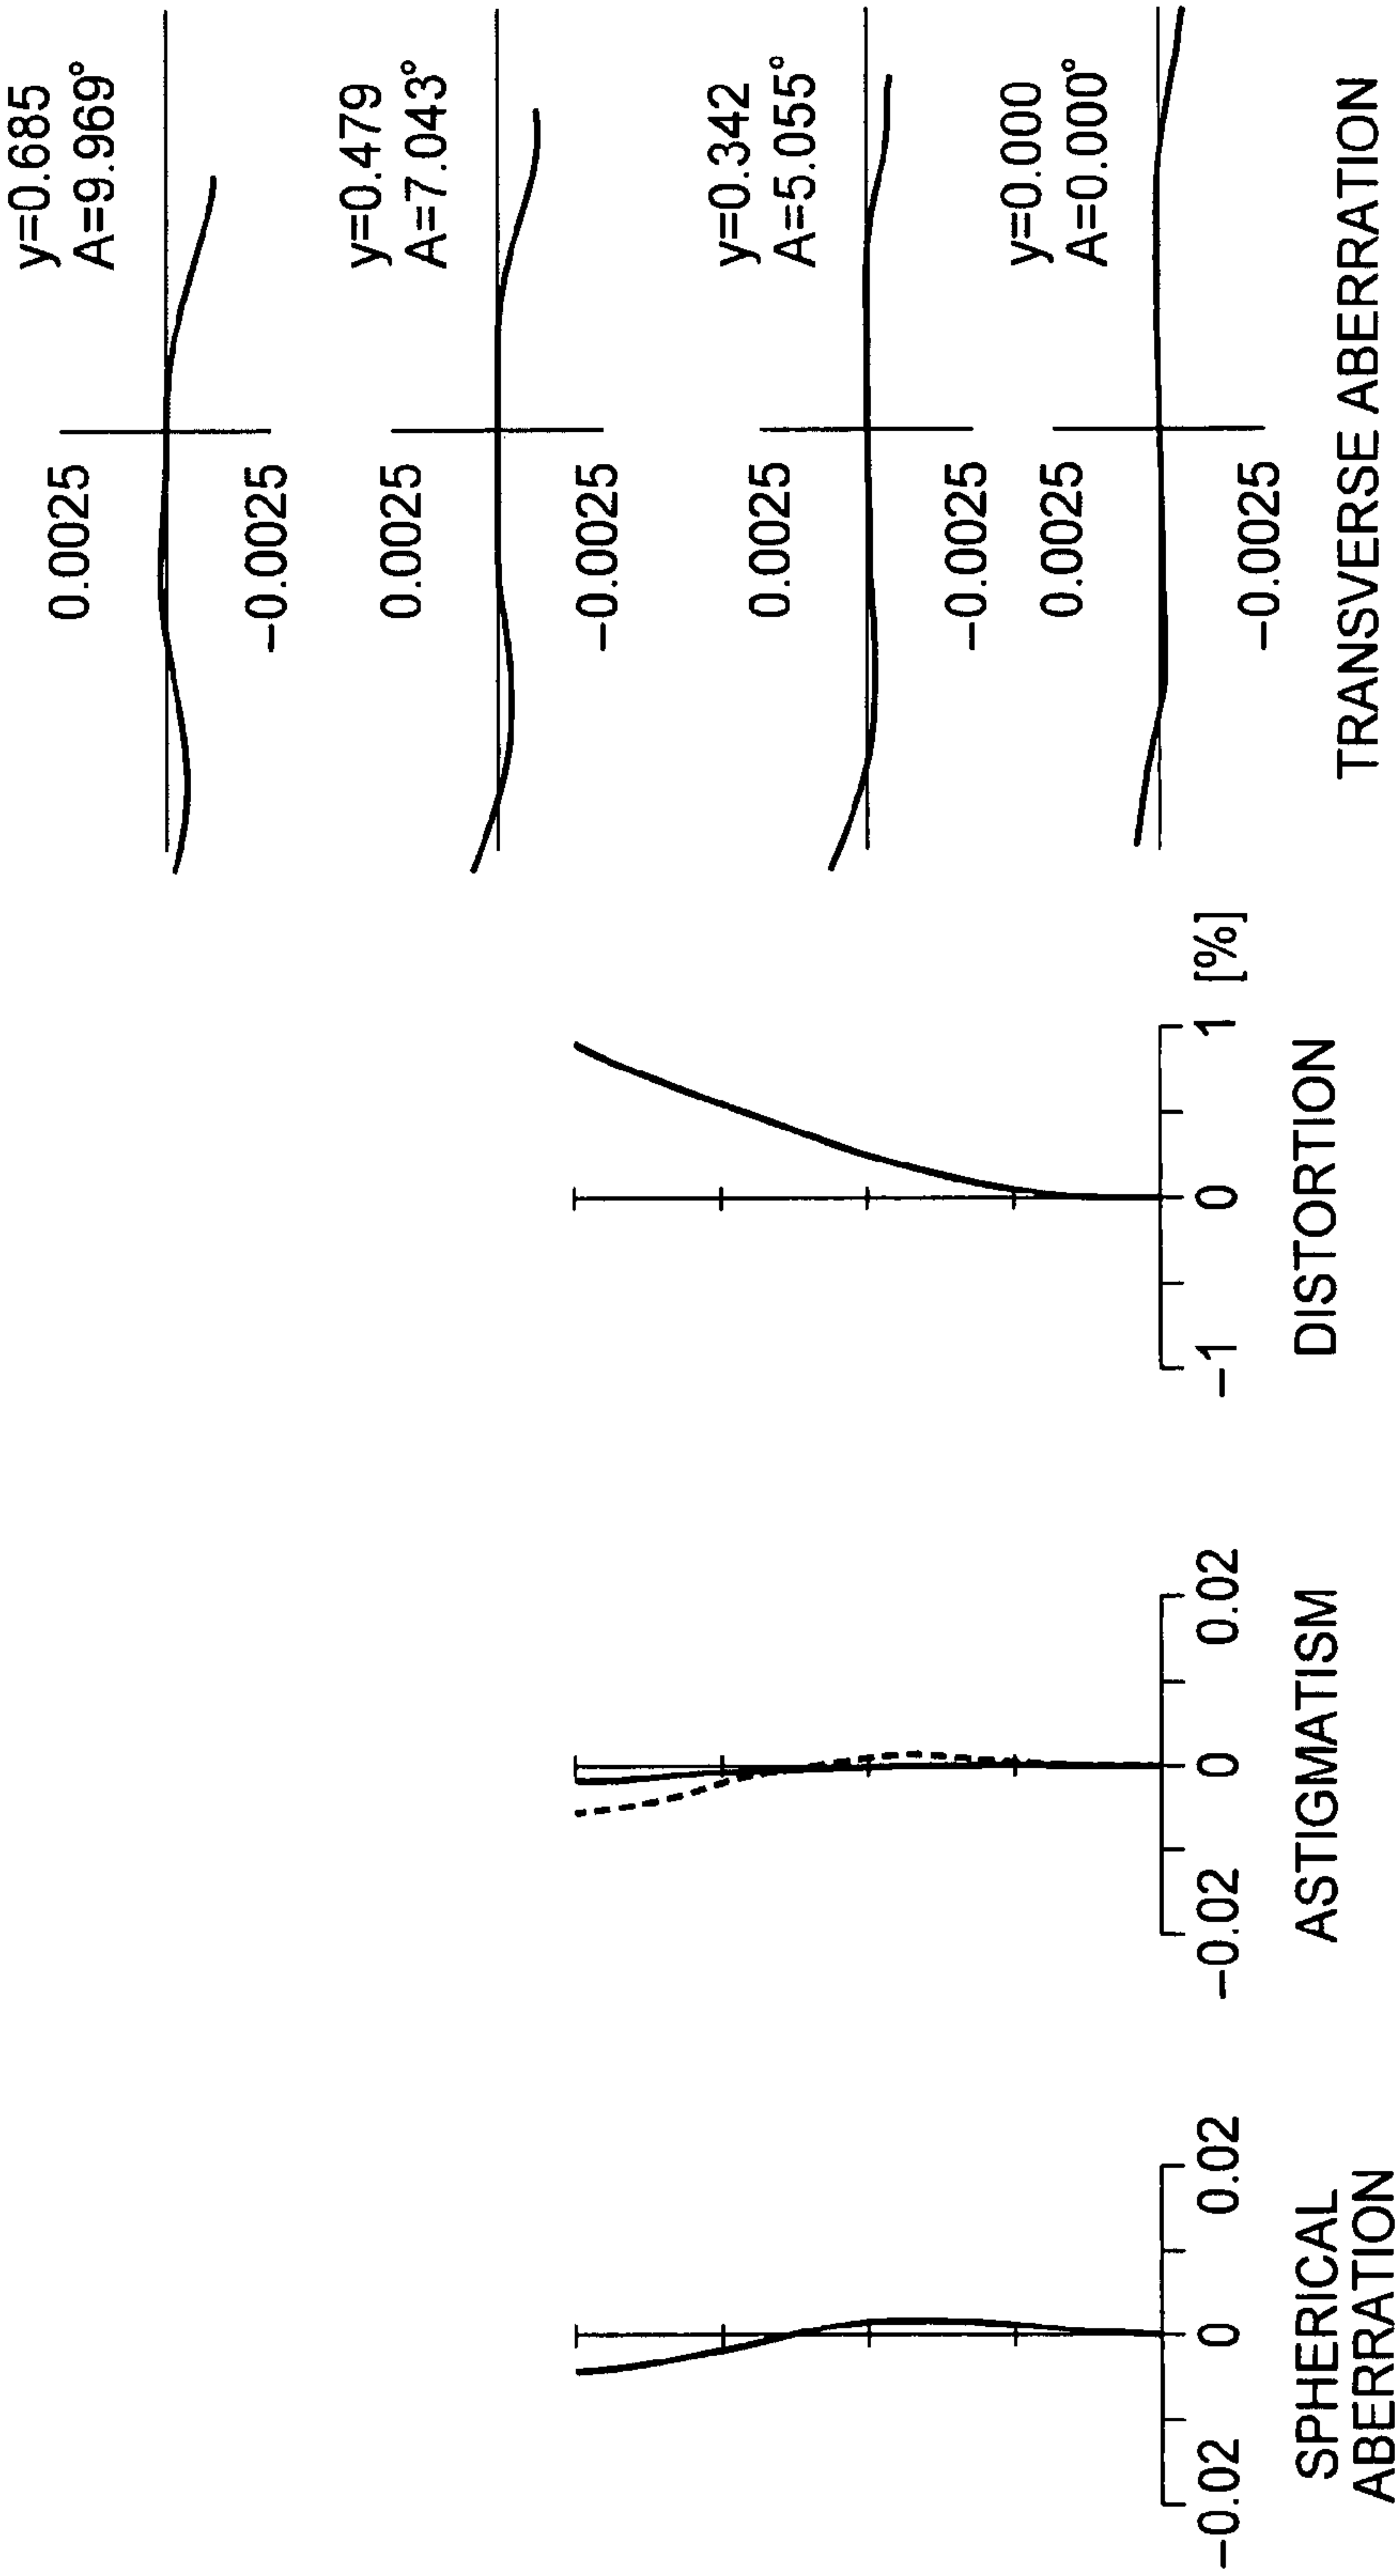 −0.02 0 0.02
SPHERICAL
ABERRATION
−0.02 0 0.02
ASTIGMATISM
−1 0 1 [%]
DISTORTION
y=0.685
A=9.969°
0.0025
−0.0025
y=0.479
A=7.043°
0.0025
−0.0025
y=0.342
A=5.055°
0.0025
−0.0025
y=0.000
A=0.000°
0.0025
−0.0025
TRANSVERSE ABERRATION